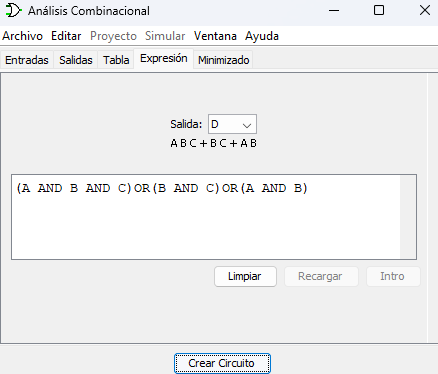 Análisis Combinacional
Archivo Editar Proyecto Simular Ventana Ayuda
Entradas Salidas Tabla Expresión Minimizado
Salida: D
A B C + B C + A B
(A AND B AND C)OR(B AND C)OR(A AND B)
Limpiar Recargar Intro
Crear Circuito